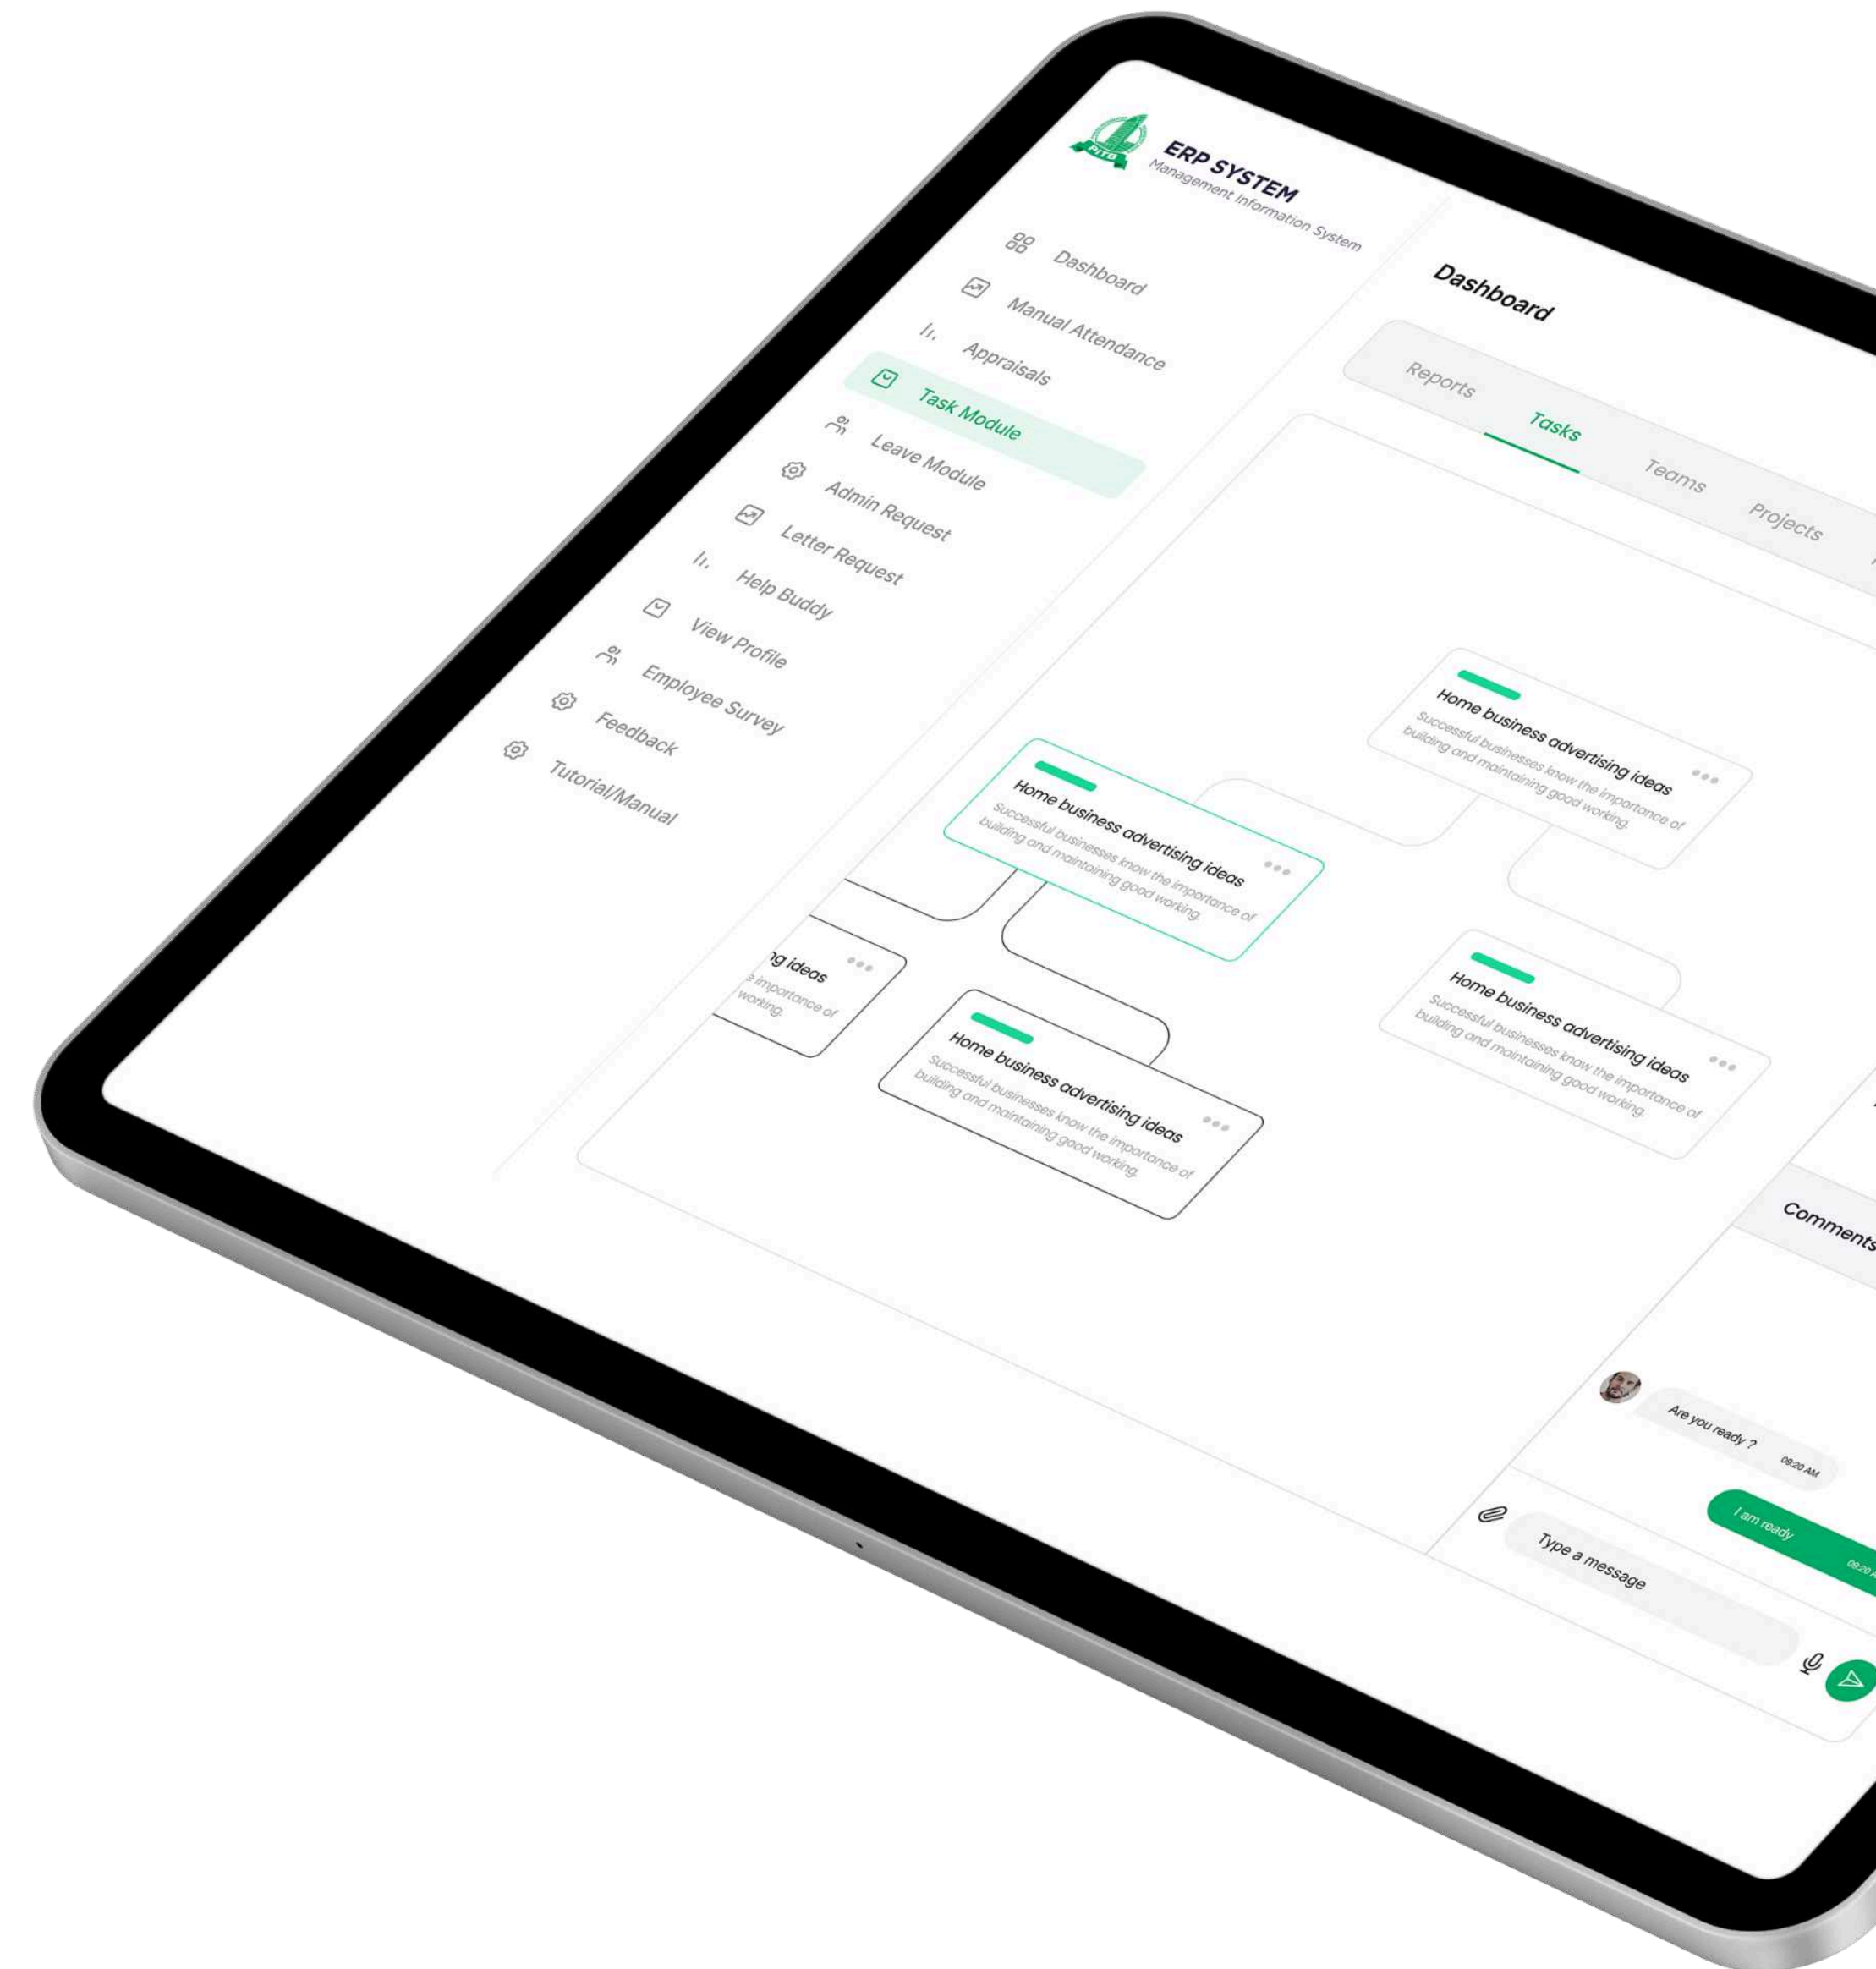 PITB
ERP SYSTEM
Management Information System
Dashboard
Manual Attendance
Appraisals
Task Module
Leave Module
Admin Request
Letter Request
Help Buddy
View Profile
Employee Survey
Feedback
Tutorial/Manual
Dashboard
Reports
Tasks
Teams
Projects
Home business advertising ideas
Successful businesses know the importance of
building and maintaining good working.
Home business advertising ideas
Successful businesses know the importance of
building and maintaining good working.
ng ideas
e importance of
working.
Home business advertising ideas
Successful businesses know the importance of
building and maintaining good working.
Home business advertising ideas
Successful businesses know the importance of
building and maintaining good working.
Comments
Are you ready ?
09:20 AM
I am ready
09:20 A
Type a message